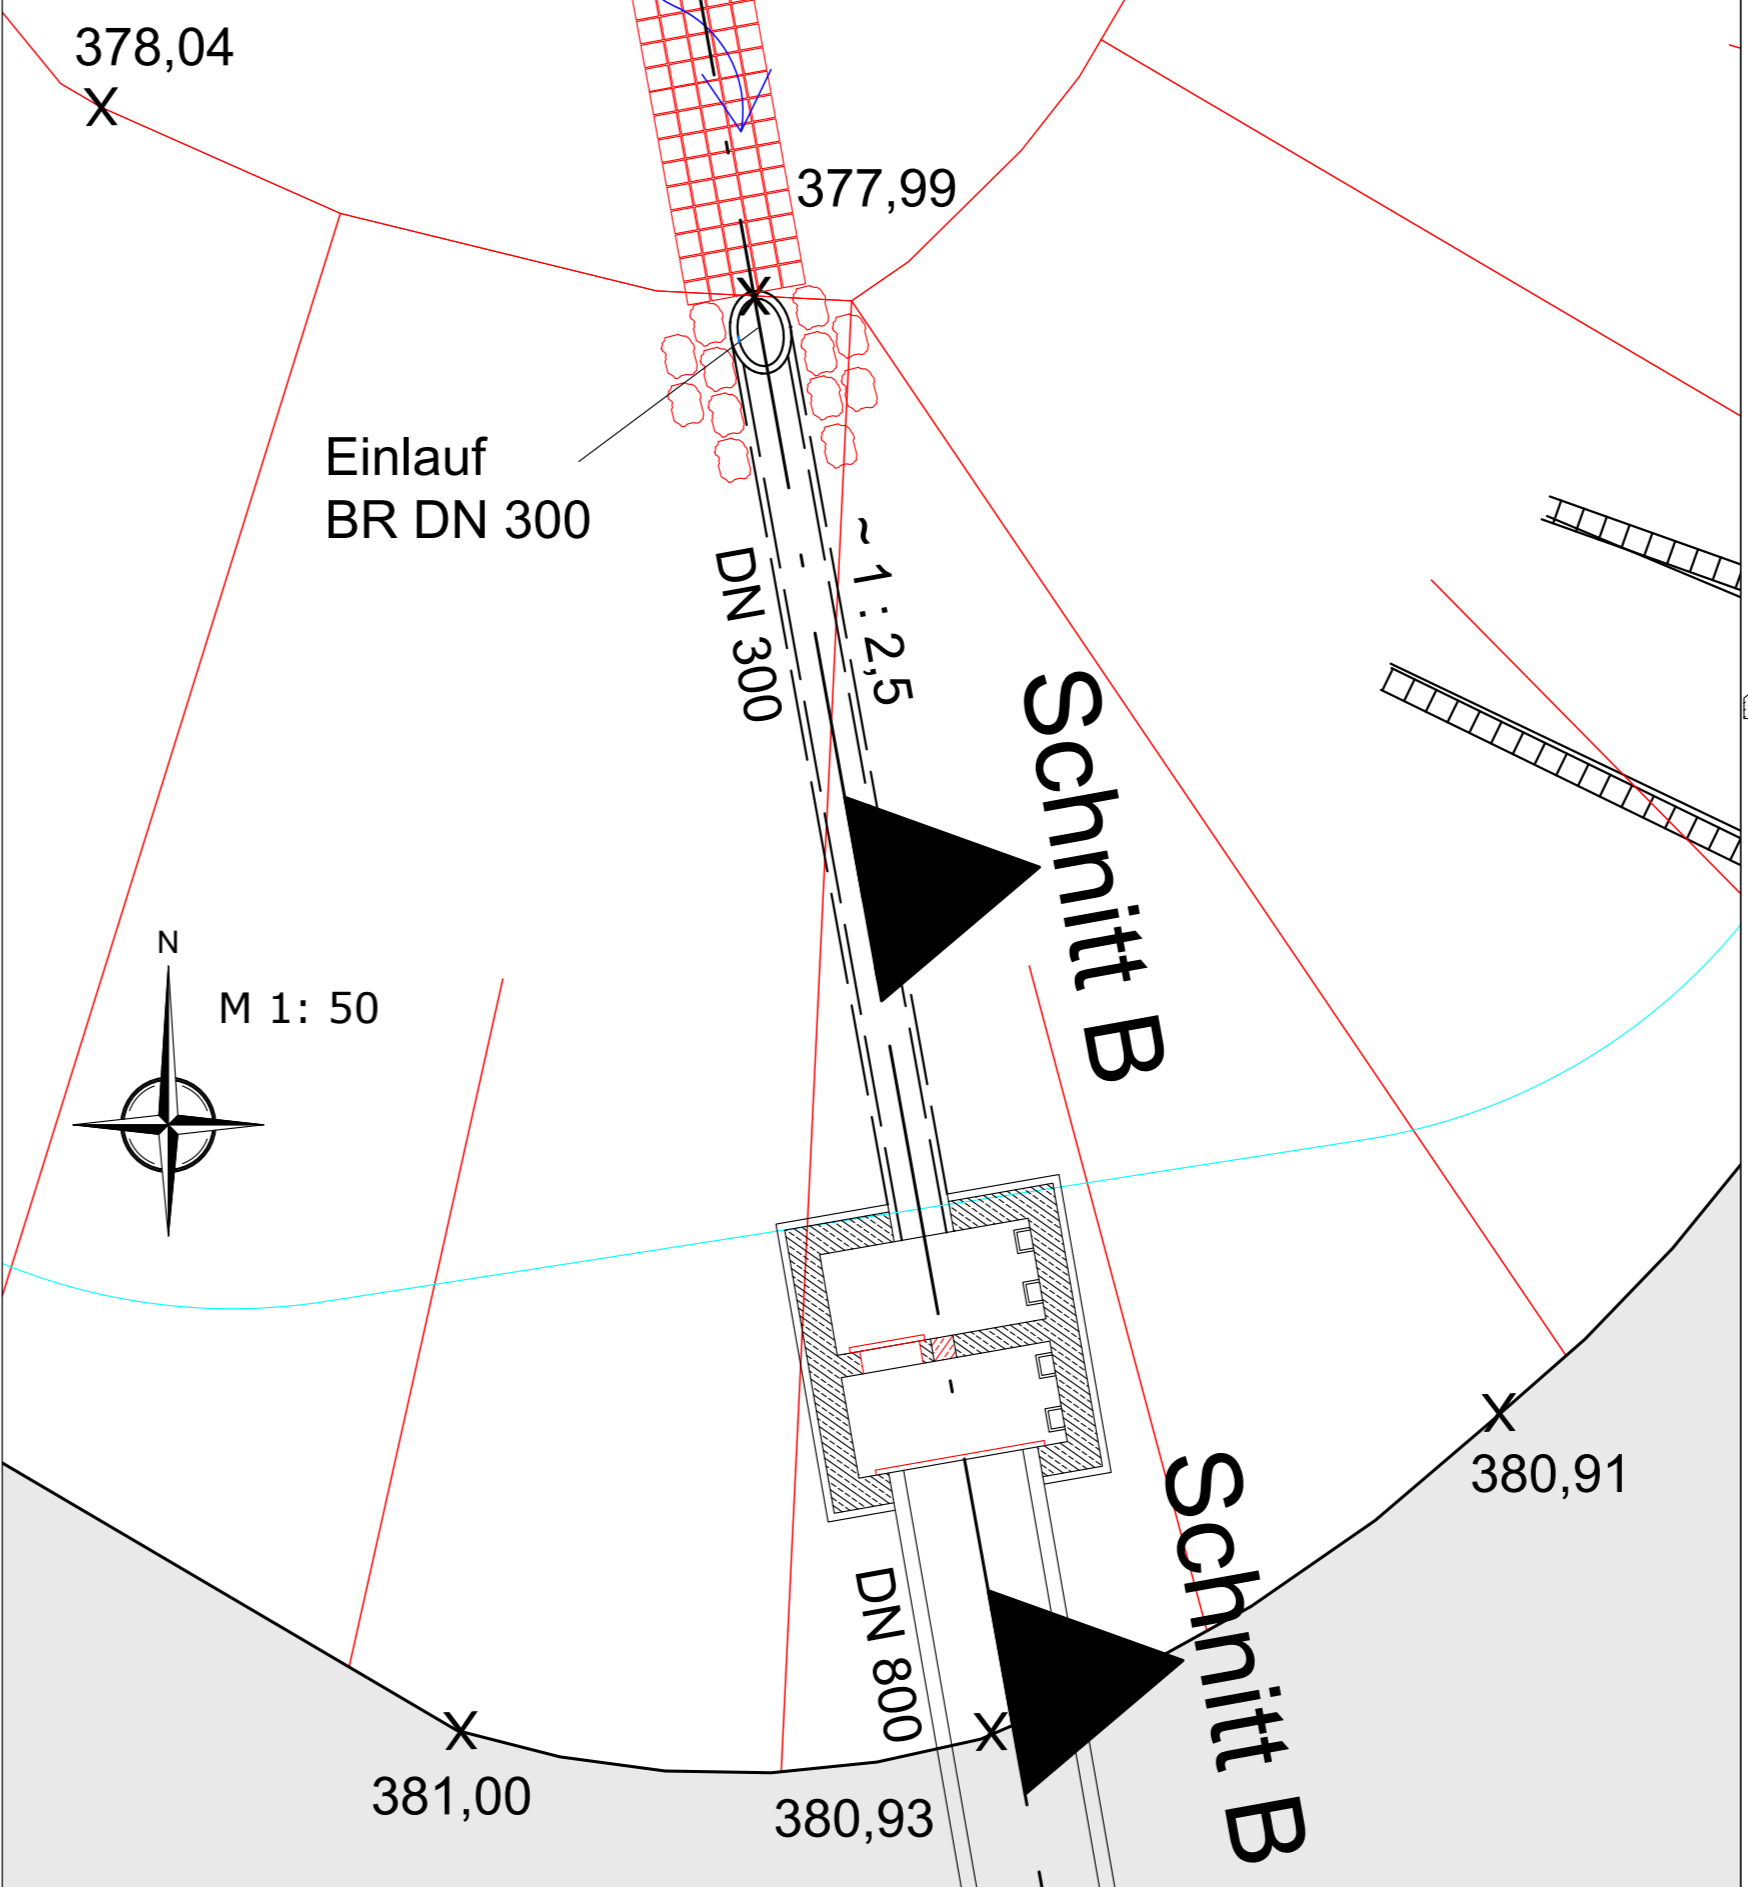 378,04
X
377,99
X
Einlauf
BR DN 300
DN 300
~ 1 : 2,5
Schnitt B
N
M 1: 50
X
380,91
Schnitt B
DN 800
X
381,00
X
380,93